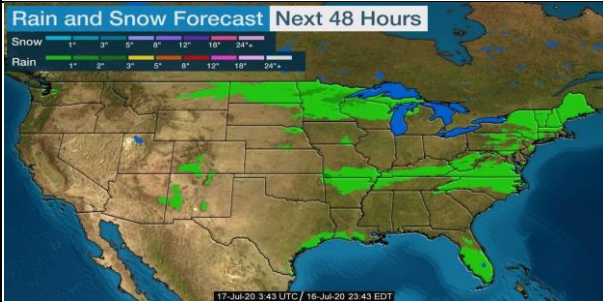 Rain and Snow Forecast Next 48 Hours
Snow 1" 3" 5" 8" 12" 18" 24"+
Rain 1" 2" 3" 5" 8" 12" 18" 24"+
17-Jul-20 3:43 UTC / 16-Jul-20 23:43 EDT